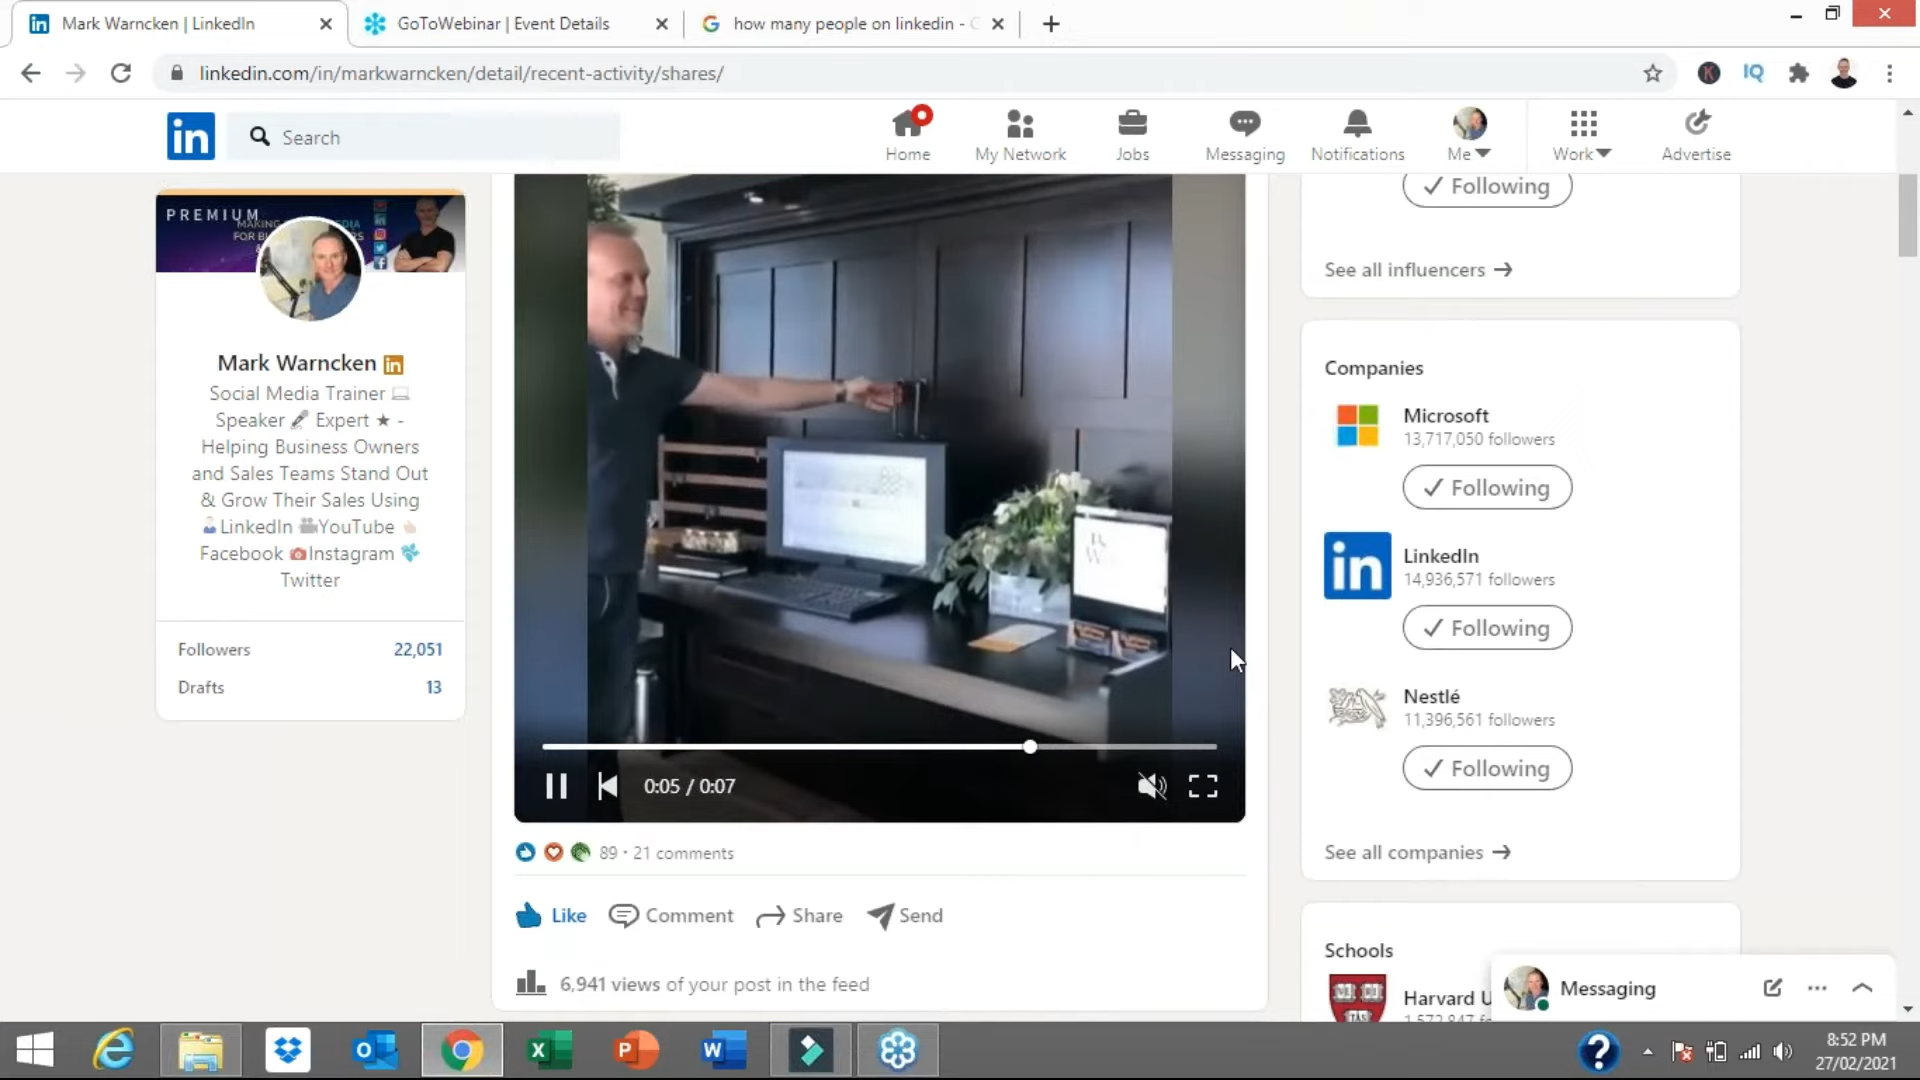 Mark Warncken | LinkedIn
GoToWebinar | Event Details
how many people on linkedin -
linkedin.com/in/markwarncken/detail/recent-activity/shares/
IQ
in
Search
Home
My Network
Jobs
Messaging
Notifications
Me
Work
Advertise
PREMIUM
Mark Warncken in
Social Media Trainer
Speaker Expert ★ -
Helping Business Owners
and Sales Teams Stand Out
& Grow Their Sales Using
LinkedIn YouTube
Facebook Instagram
Twitter
Followers 22,051
Drafts 13
0:05 / 0:07
89 · 21 comments
Like Comment Share Send
6,941 views of your post in the feed
✓ Following
See all influencers →
Companies
Microsoft
13,717,050 followers
✓ Following
in
LinkedIn
14,936,571 followers
✓ Following
Nestlé
11,396,561 followers
✓ Following
See all companies →
Schools
Harvard U
Messaging
8:52 PM
27/02/2021